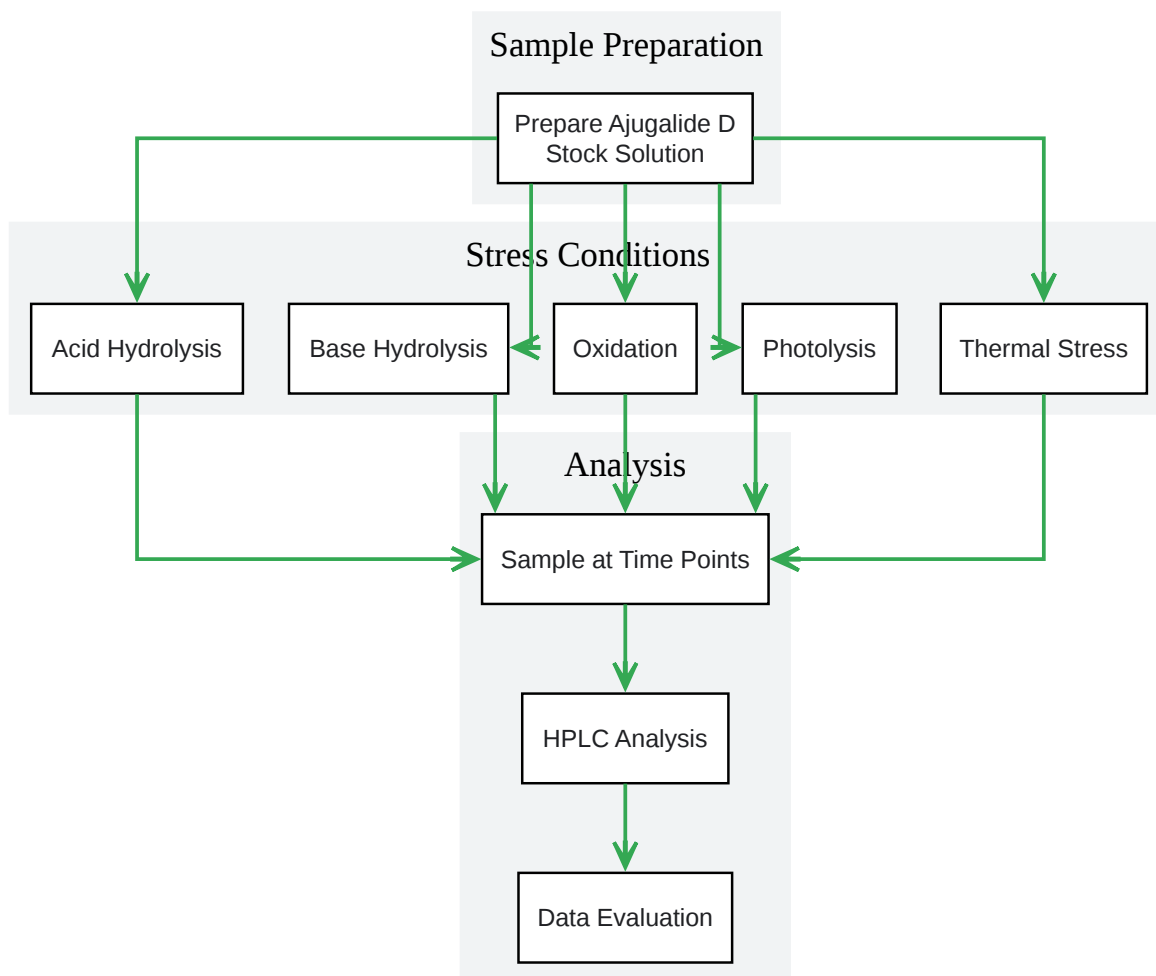 Sample Preparation
Prepare Ajugalide D
Stock Solution
Stress Conditions
Acid Hydrolysis
Base Hydrolysis
Oxidation
Photolysis
Thermal Stress
Analysis
Sample at Time Points
HPLC Analysis
Data Evaluation